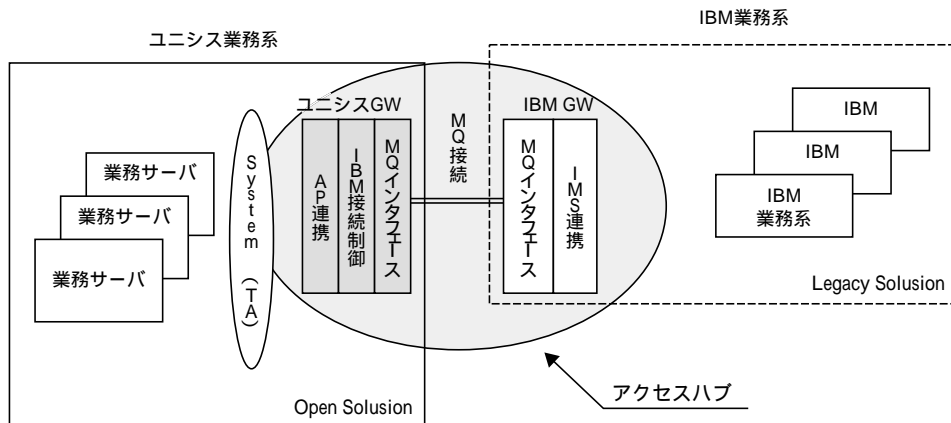 ユニシス業務系
IBM業務系
ユニシスGW
IBM GW
MQ接続
System（TA）
AP連携
IBM接続制御
MQインタフェース
MQインタフェース
IMS連携
業務サーバ
業務サーバ
業務サーバ
IBM
IBM
IBM
業務系
Open Solusion
Legacy Solusion
アクセスハブ